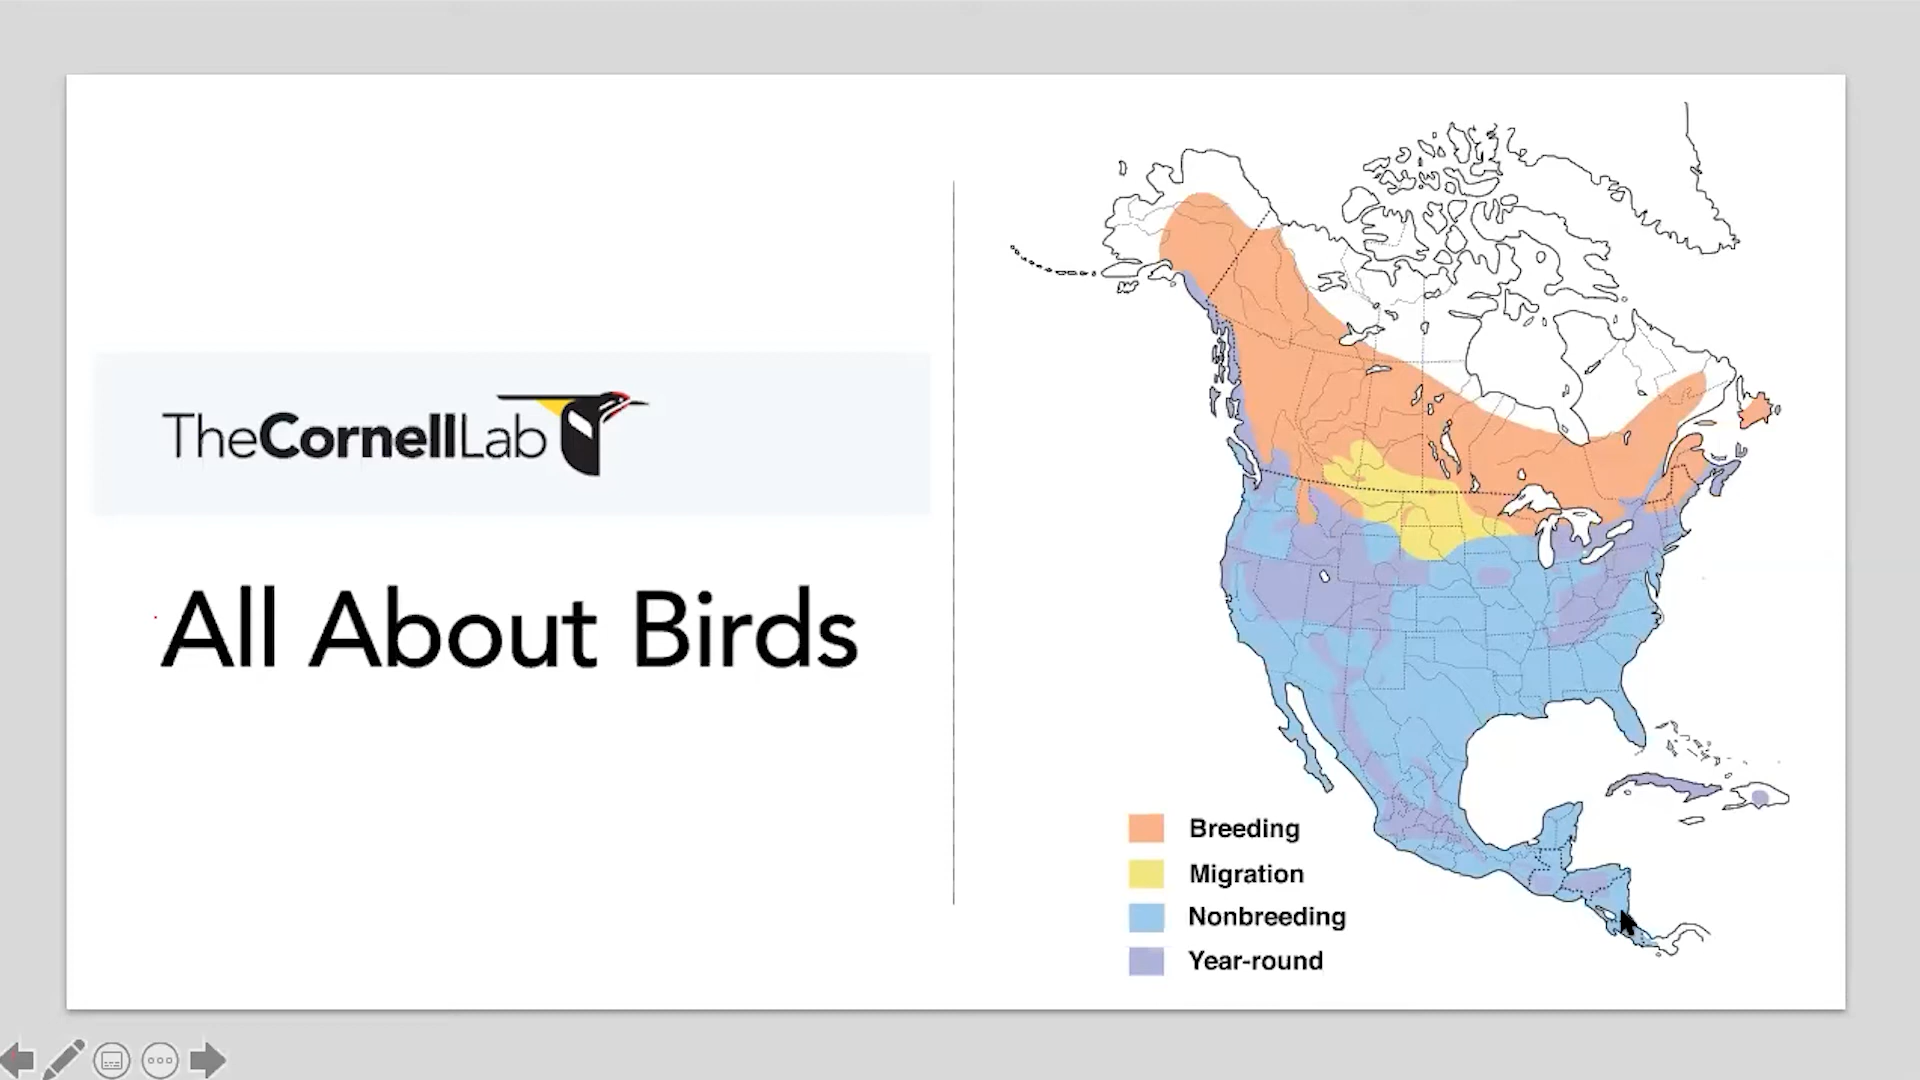 TheCornellLab
All About Birds
Breeding
Migration
Nonbreeding
Year-round